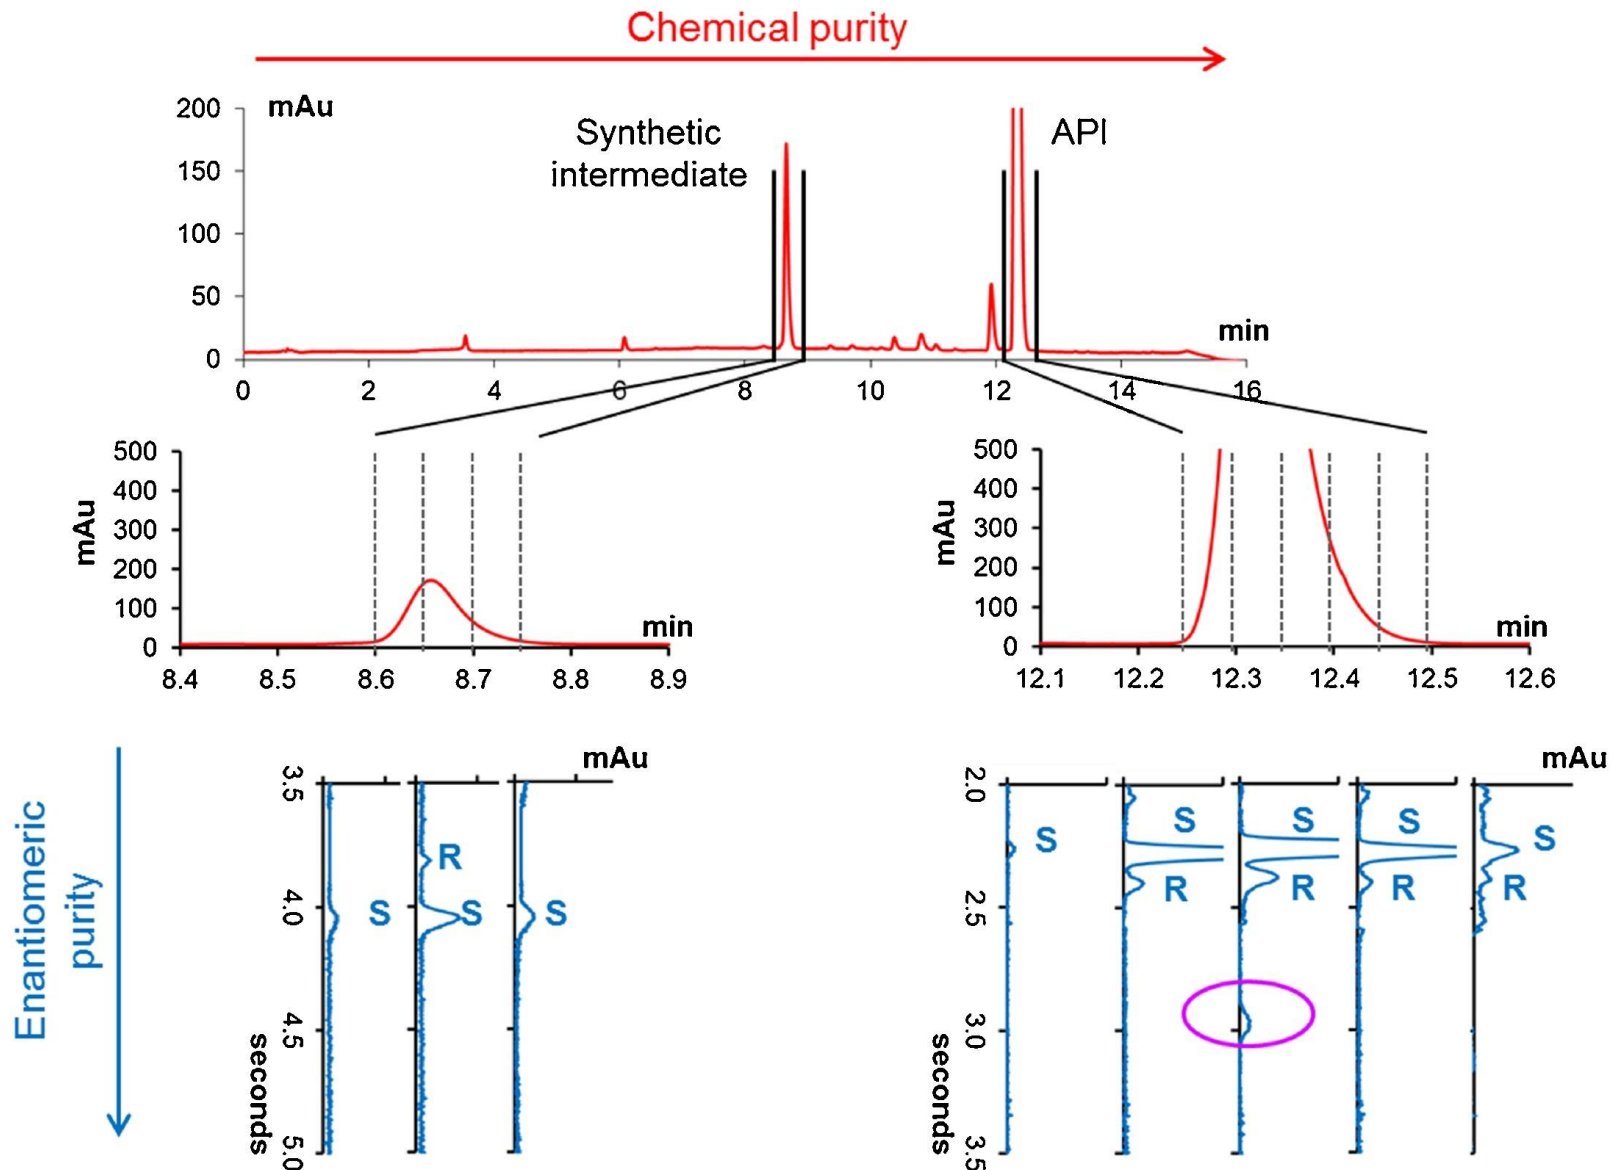 Chemical purity
mAu
200
150
100
50
0
Synthetic
intermediate
API
min
0 2 4 6 8 10 12 14 16
500
400
300
200
100
0
mAu
min
8.4 8.5 8.6 8.7 8.8 8.9
500
400
300
200
100
0
mAu
min
12.1 12.2 12.3 12.4 12.5 12.6
Enantiomeric
purity
mAu
3.5
4.0
4.5
5.0
seconds
S
R
S
S
mAu
2.0
2.5
3.0
3.5
seconds
S
S
R
S
R
S
R
S
R